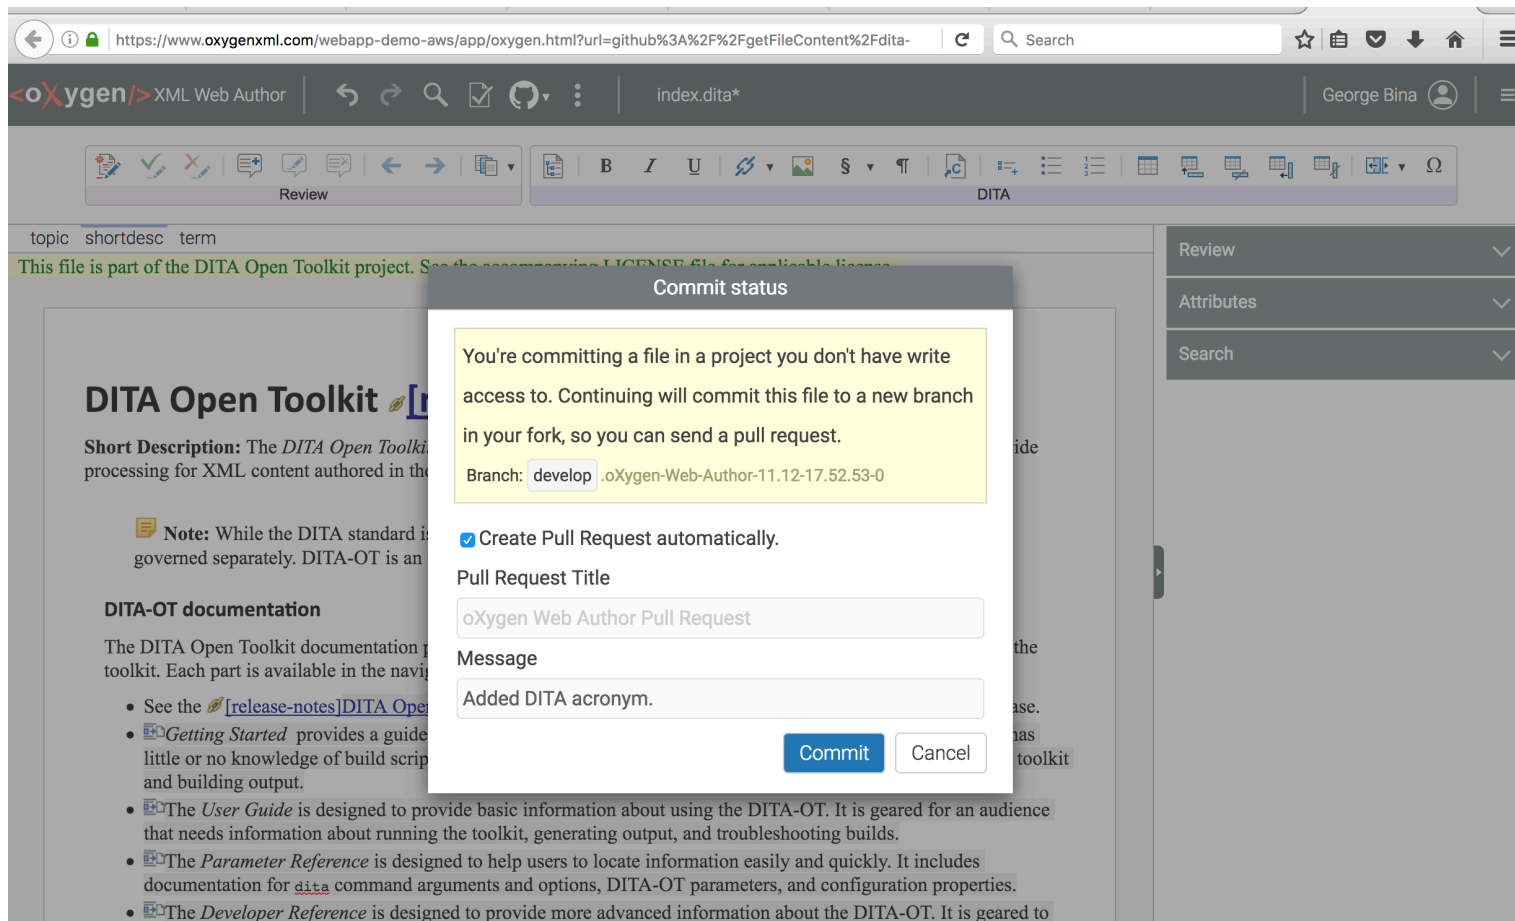 https://www.oxygenxml.com/webapp-demo-aws/app/oxygen.html?url=github%3A%2F%2FgetFileContent%2Fdita-
Search
<oXygen/> XML Web Author
index.dita*
George Bina
B I U § ¶ Ω
Review
DITA
topic shortdesc term
This file is part of the DITA Open Toolkit project. See the accompanying LICENSE file for applicable license.
Review
Attributes
Search
Commit status
You're committing a file in a project you don't have write
access to. Continuing will commit this file to a new branch
in your fork, so you can send a pull request.
Branch: develop .oXygen-Web-Author-11.12-17.52.53-0
Create Pull Request automatically.
Pull Request Title
oXygen Web Author Pull Request
Message
Added DITA acronym.
Commit Cancel
DITA Open Toolkit [r
Short Description: The DITA Open Toolki ide
processing for XML content authored in the
Note: While the DITA standard i
governed separately. DITA-OT is an
DITA-OT documentation
The DITA Open Toolkit documentation p the
toolkit. Each part is available in the navi
• See the [release-notes]DITA Ope ase.
• Getting Started provides a guide has
little or no knowledge of build scrip toolkit
and building output.
• The User Guide is designed to provide basic information about using the DITA-OT. It is geared for an audience
that needs information about running the toolkit, generating output, and troubleshooting builds.
• The Parameter Reference is designed to help users to locate information easily and quickly. It includes
documentation for dita command arguments and options, DITA-OT parameters, and configuration properties.
• The Developer Reference is designed to provide more advanced information about the DITA-OT. It is geared to